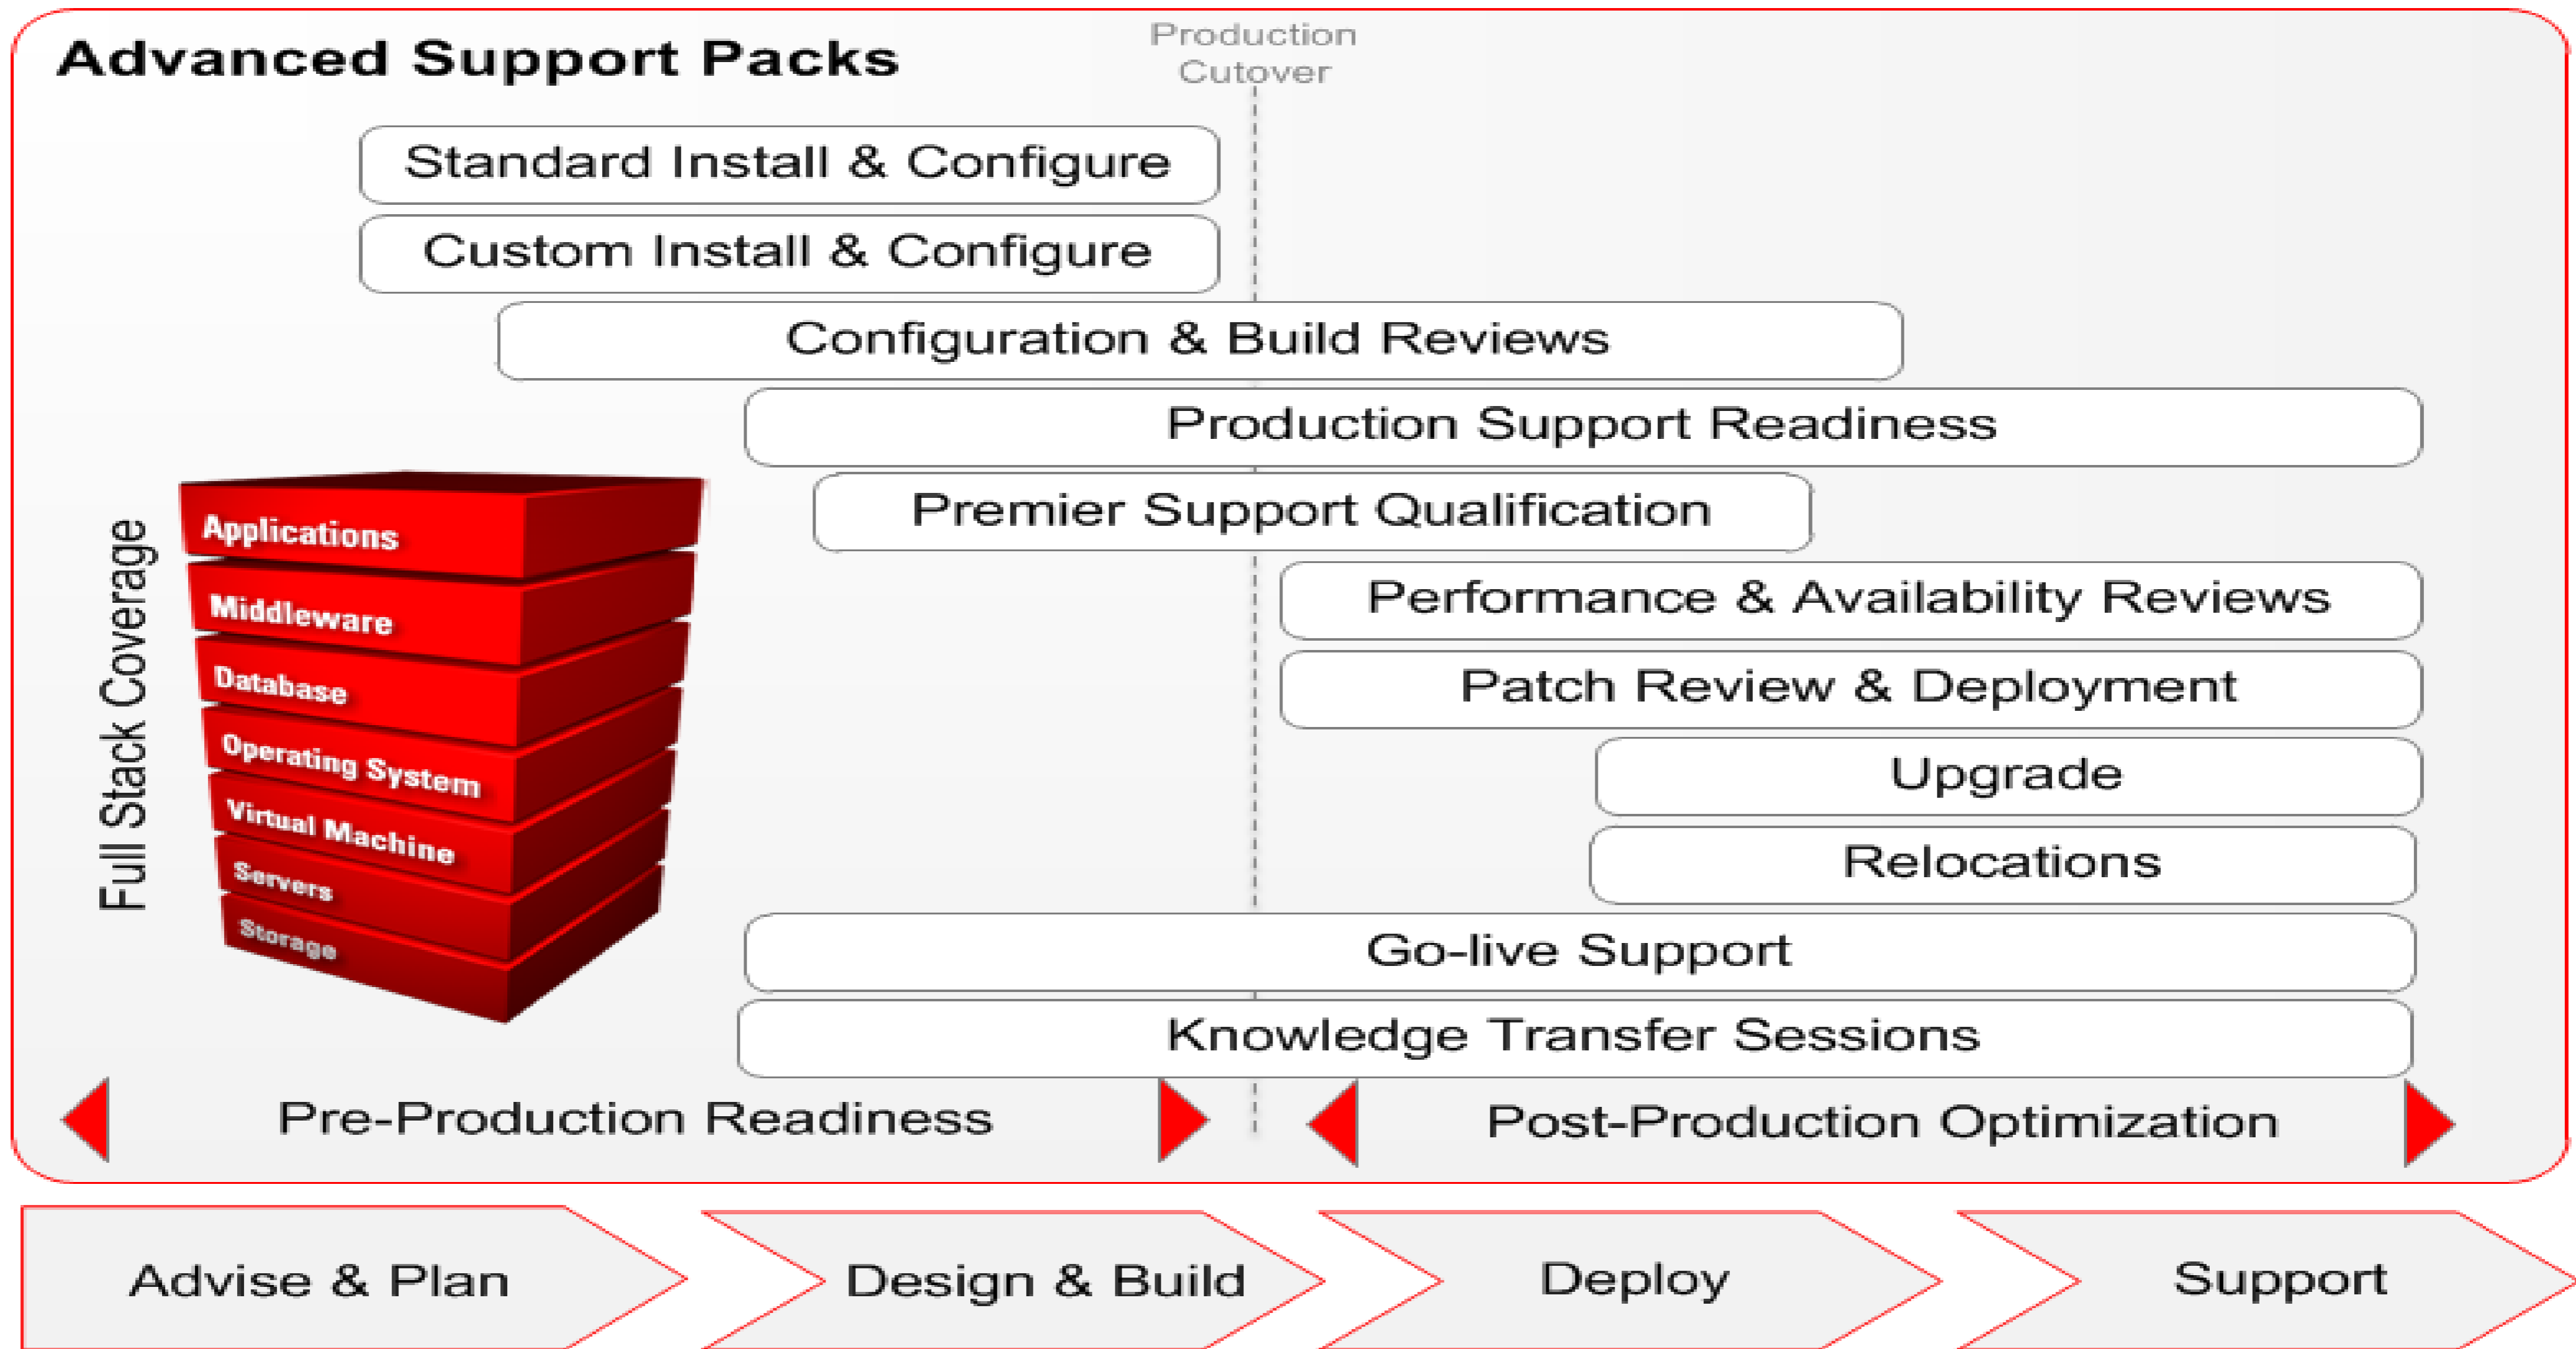 Advanced Support Packs
Production
Cutover
Standard Install & Configure
Custom Install & Configure
Configuration & Build Reviews
Production Support Readiness
Premier Support Qualification
Performance & Availability Reviews
Patch Review & Deployment
Upgrade
Relocations
Go-live Support
Knowledge Transfer Sessions
Full Stack Coverage
Applications
Middleware
Database
Operating System
Virtual Machine
Servers
Storage
Pre-Production Readiness
Post-Production Optimization
Advise & Plan
Design & Build
Deploy
Support